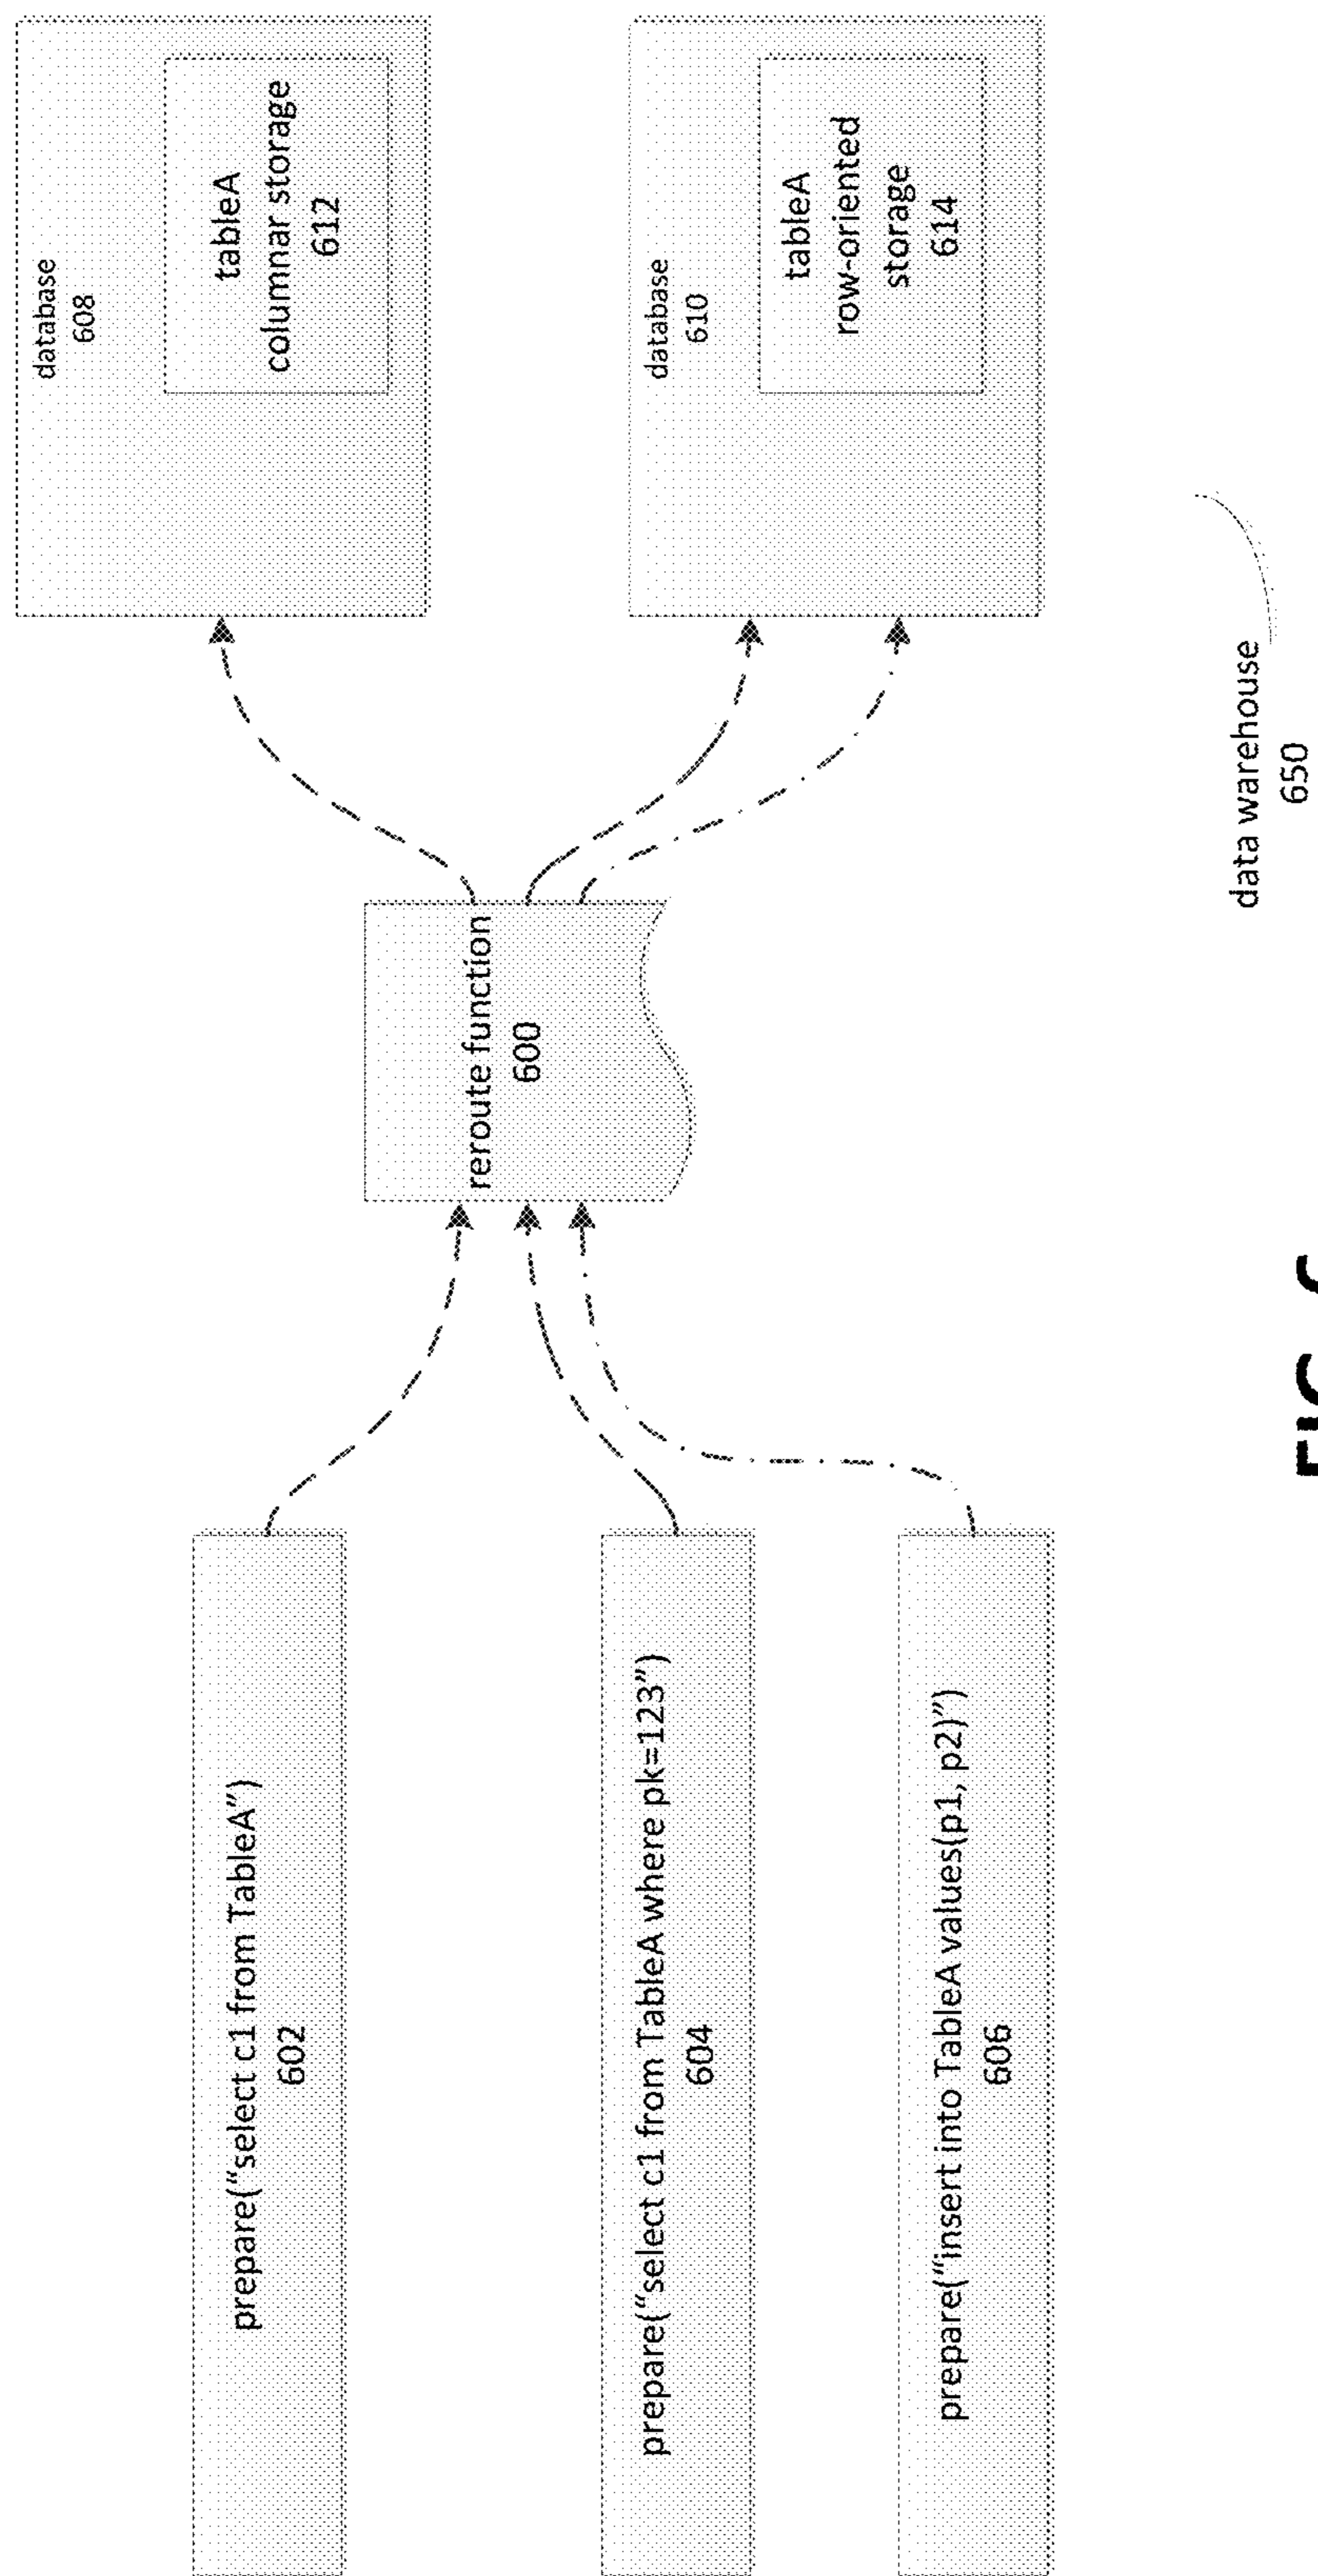 prepare(“select c1 from TableA”)
602
prepare(“select c1 from TableA where pk=123”)
604
prepare(“insert into TableA values(p1, p2)”)
606
reroute function
600
database
608
tableA
columnar storage
612
database
610
tableA
row-oriented
storage
614
data warehouse
650
FIG.